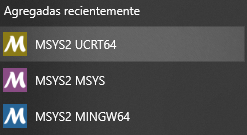 Agregadas recientemente
MSYS2 UCRT64
MSYS2 MSYS
MSYS2 MINGW64